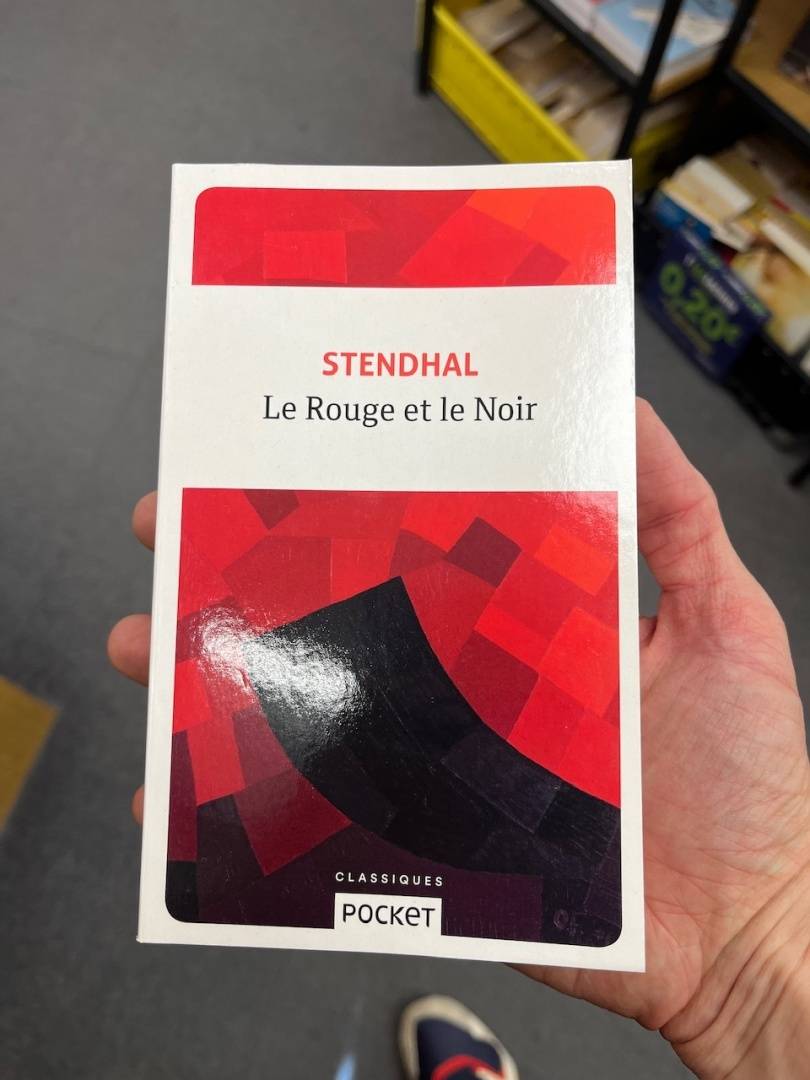 STENDHAL
Le Rouge et le Noir
CLASSIQUES
POCKET
0,20€